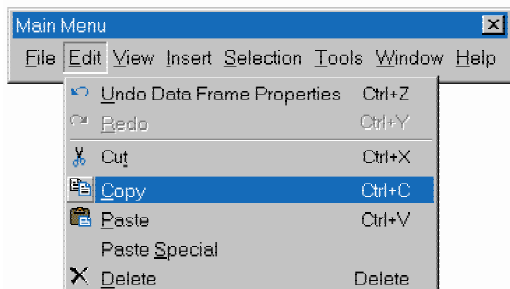 Main Menu
File Edit View Insert Selection Tools Window Help
Undo Data Frame Properties Ctrl+Z
Redo Ctrl+Y
Cut Ctrl+X
Copy Ctrl+C
Paste Ctrl+V
Paste Special
Delete Delete